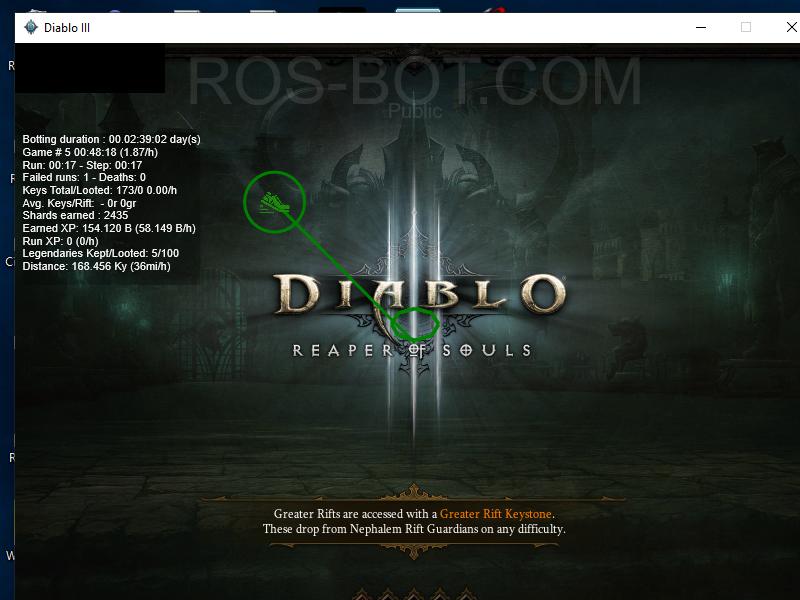 Diablo III
ROS-BOT.COM
Public
Botting duration : 00.02:39:02 day(s)
Game # 5 00:48:18 (1.87/h)
Run: 00:17 - Step: 00:17
Failed runs: 1 - Deaths: 0
Keys Total/Looted: 173/0 0.00/h
Avg. Keys/Rift:  - 0r 0gr
Shards earned : 2435
Earned XP: 154.120 B (58.149 B/h)
Run XP: 0 (0/h)
Legendaries Kept/Looted: 5/100
Distance: 168.456 Ky (36mi/h)
DIABLO
REAPER OF SOULS
Greater Rifts are accessed with a Greater Rift Keystone.
These drop from Nephalem Rift Guardians on any difficulty.